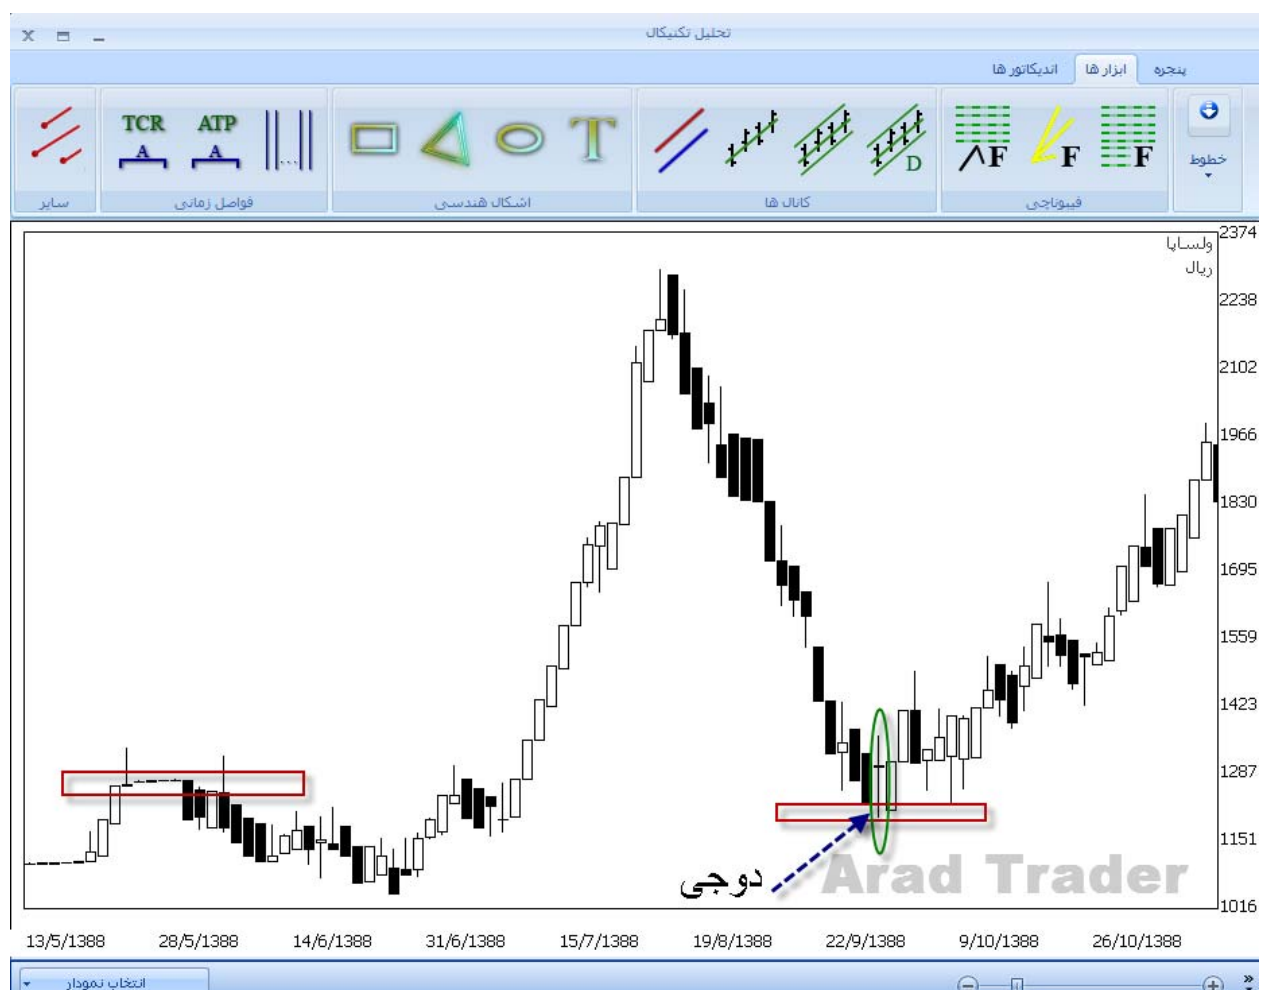 تحلیل تکنیکال
پنجره
ابزار ها
اندیکاتور ها
خطوط
F
F
F
D
T
ATP
A
TCR
A
...
فیبوناچی
کانال ها
اشکال هندسی
فواصل زمانی
سایر
ولساپا
ریال
2374
2238
2102
1966
1830
1695
1559
1423
1287
1151
1016
دوجی
Arad Trader
13/5/1388
28/5/1388
14/6/1388
31/6/1388
15/7/1388
19/8/1388
22/9/1388
9/10/1388
26/10/1388
انتخاب نمودار